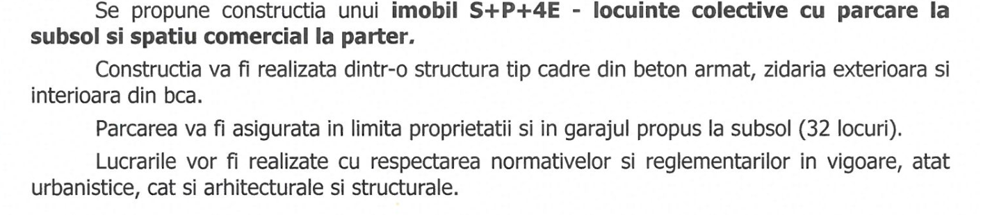 Se propune constructia unui imobil S+P+4E - locuinte colective cu parcare la
subsol si spatiu comercial la parter.
Constructia va fi realizata dintr-o structura tip cadre din beton armat, zidaria exterioara si
interioara din bca.
Parcarea va fi asigurata in limita proprietatii si in garajul propus la subsol (32 locuri).
Lucrarile vor fi realizate cu respectarea normativelor si reglementarilor in vigoare, atat
urbanistice, cat si arhitecturale si structurale.